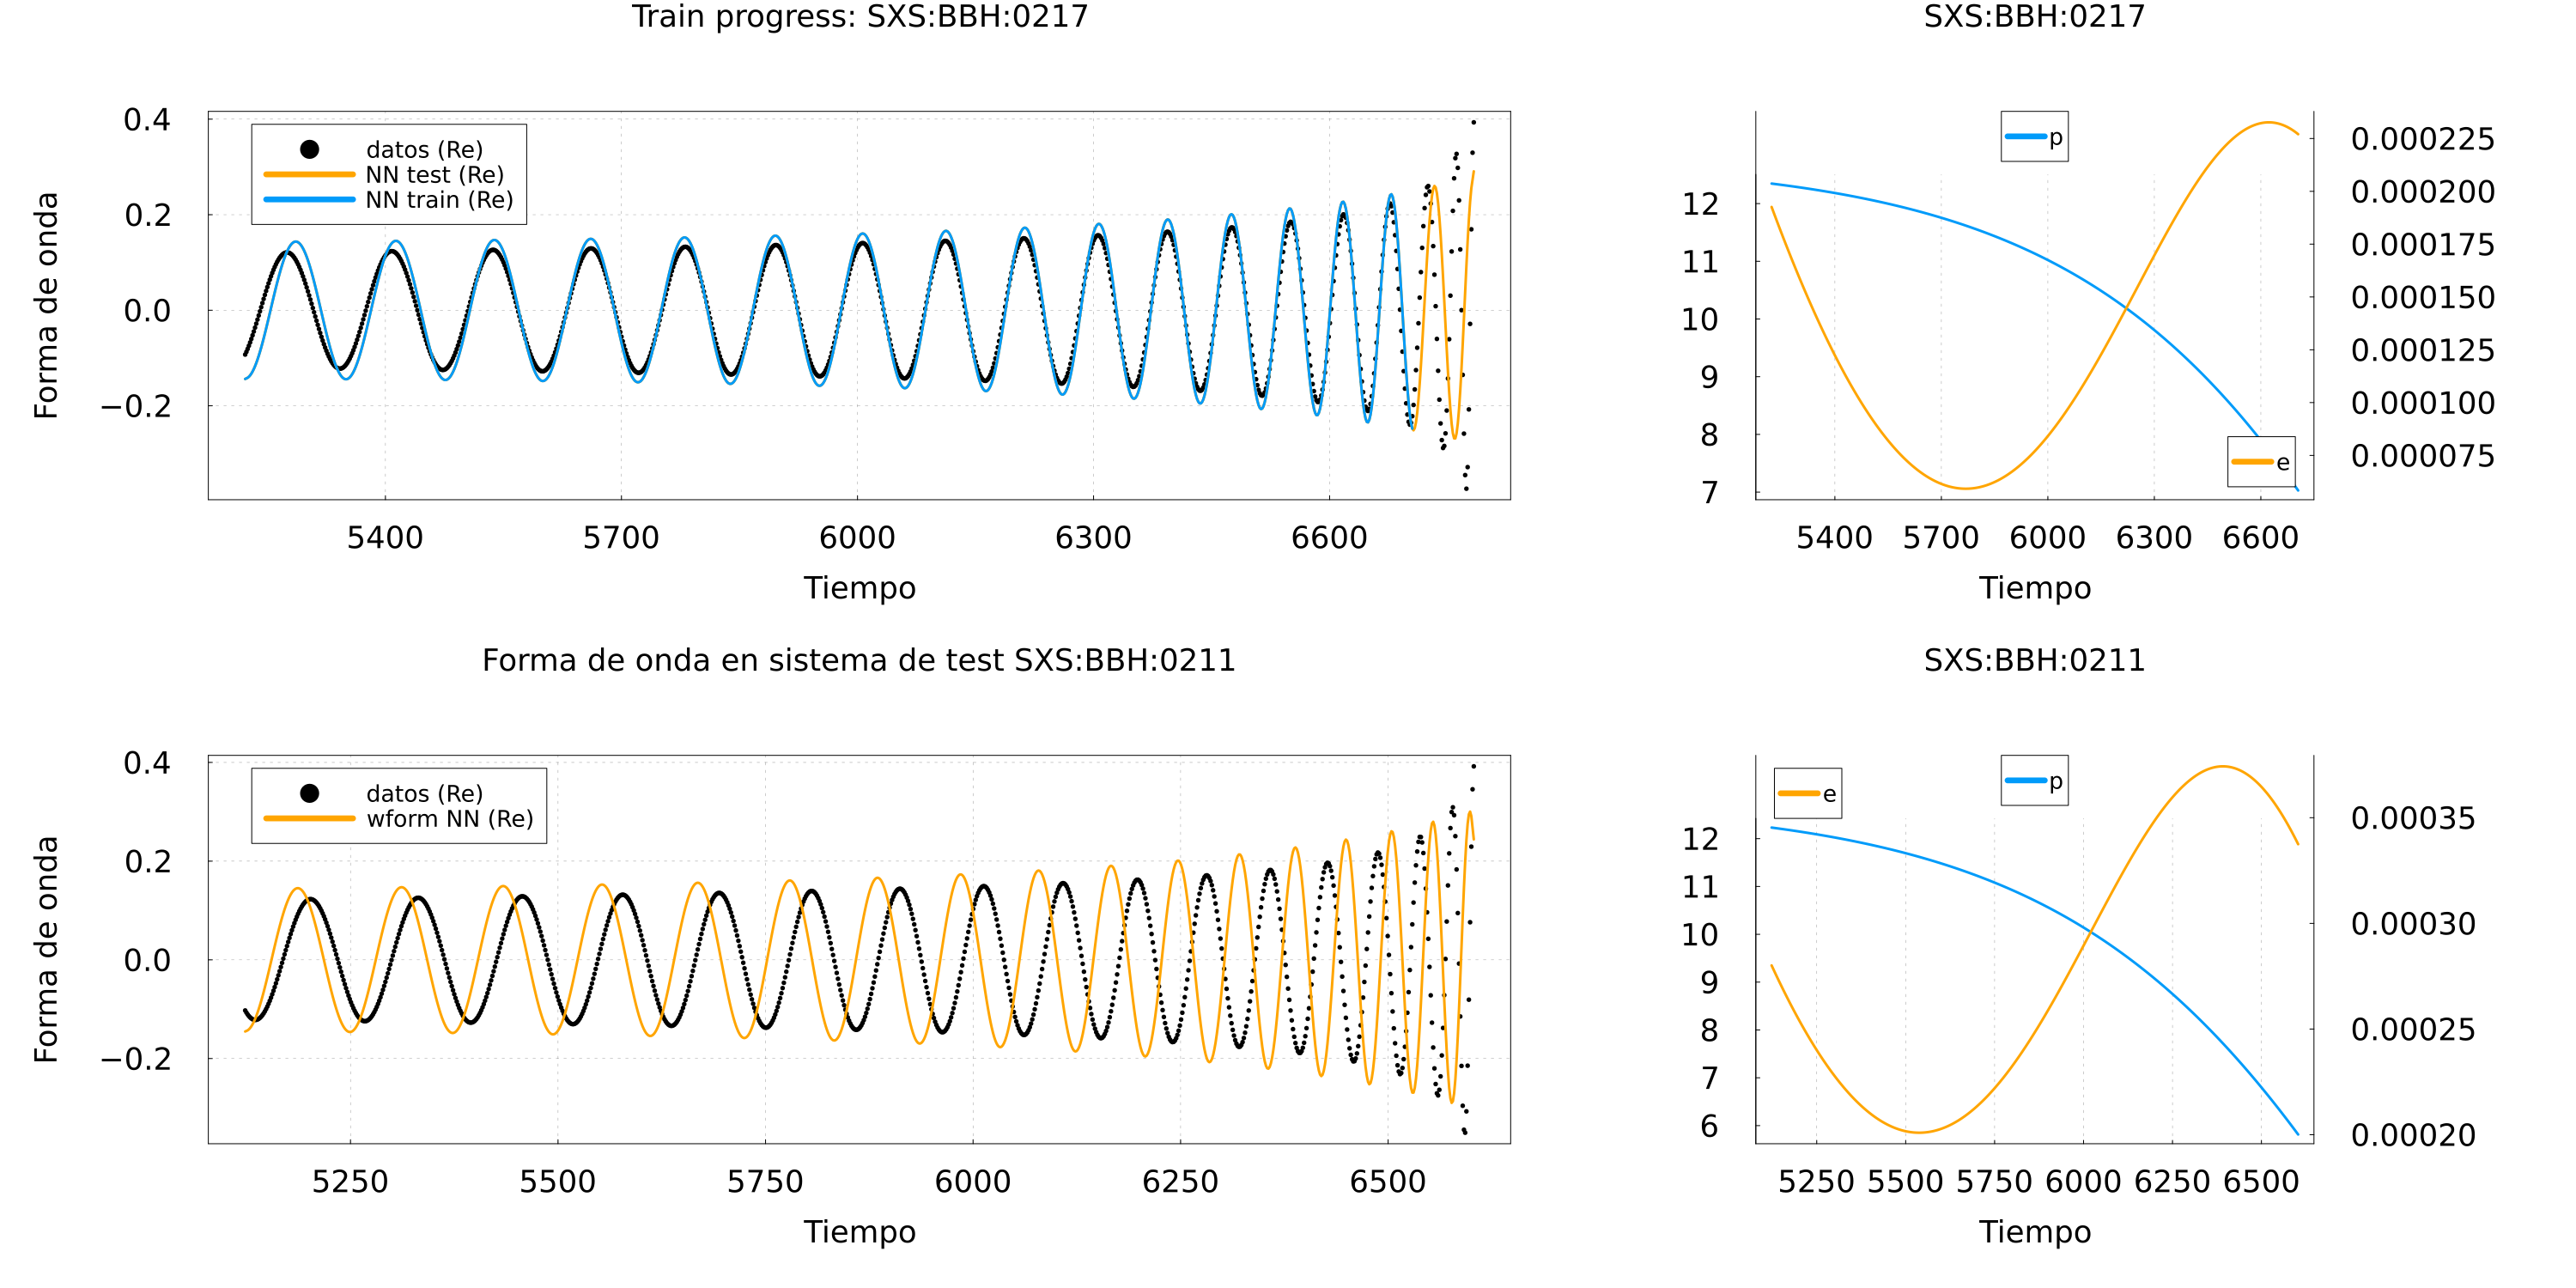 Train progress: SXS:BBH:0217
Forma de onda
0.4
0.2
0.0
−0.2
datos (Re)
NN test (Re)
NN train (Re)
5400 5700 6000 6300 6600
Tiempo
SXS:BBH:0217
12
11
10
9
8
7
p
e
0.000225
0.000200
0.000175
0.000150
0.000125
0.000100
0.000075
5400 5700 6000 6300 6600
Tiempo
Forma de onda en sistema de test SXS:BBH:0211
Forma de onda
0.4
0.2
0.0
−0.2
datos (Re)
wform NN (Re)
5250 5500 5750 6000 6250 6500
Tiempo
SXS:BBH:0211
12
11
10
9
8
7
6
e
p
0.00035
0.00030
0.00025
0.00020
5250 5500 5750 6000 6250 6500
Tiempo